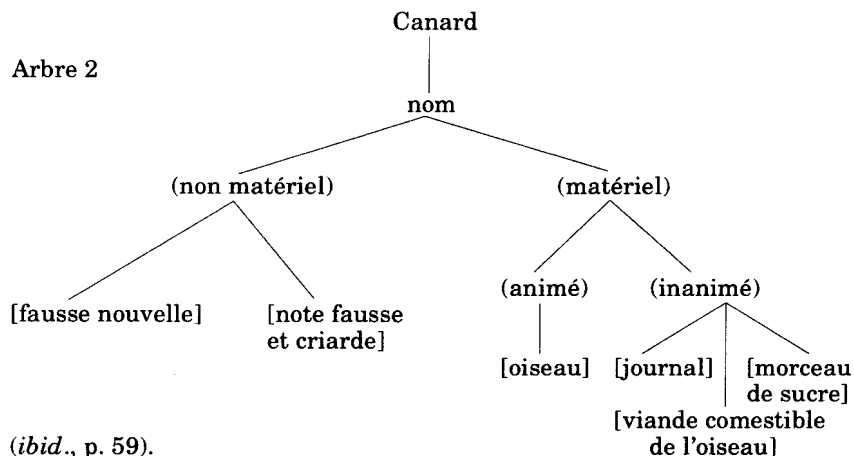 Canard
Arbre 2
nom
(non matériel) (matériel)
(animé) (inanimé)
[fausse nouvelle] [note fausse
et criarde]
[oiseau] [journal] [morceau
de sucre]
[viande comestible
de l'oiseau]
(ibid., p. 59).